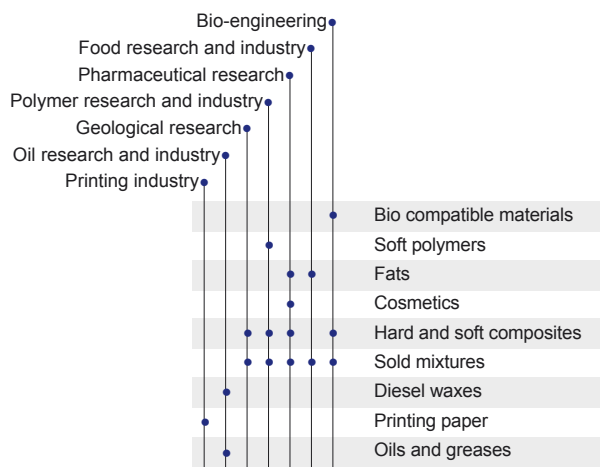 Bio-engineering
Food research and industry
Pharmaceutical research
Polymer research and industry
Geological research
Oil research and industry
Printing industry
Bio compatible materials
Soft polymers
Fats
Cosmetics
Hard and soft composites
Sold mixtures
Diesel waxes
Printing paper
Oils and greases